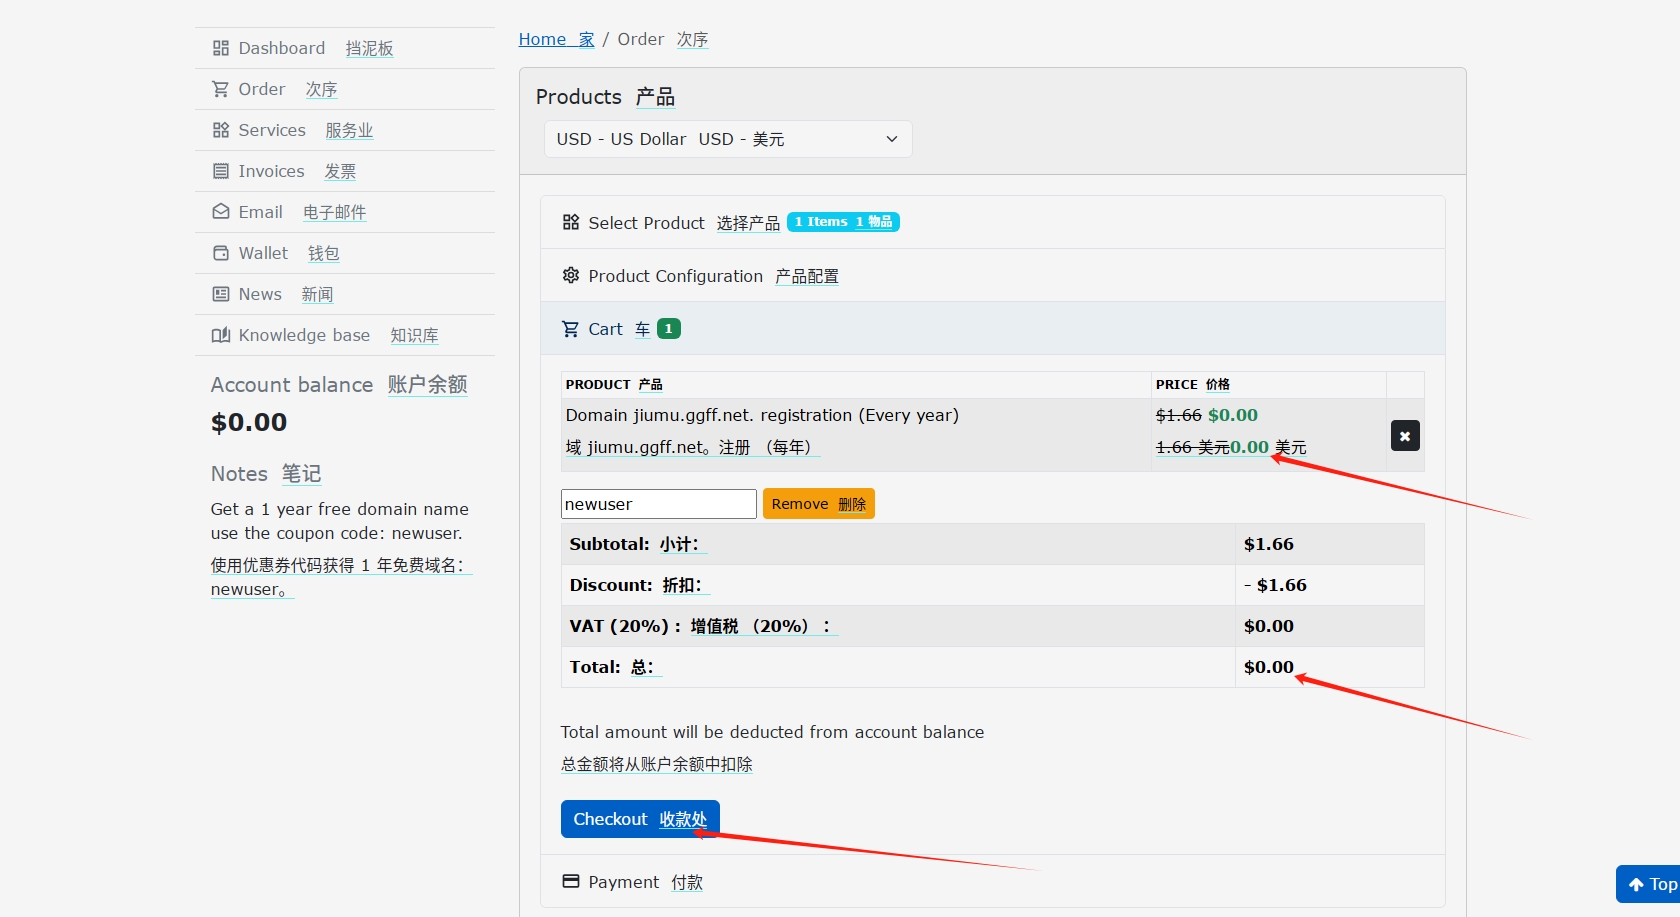 Dashboard 挡泥板
Order 次序
Services 服务业
Invoices 发票
Email 电子邮件
Wallet 钱包
News 新闻
Knowledge base 知识库
Account balance 账户余额
$0.00
Notes 笔记
Get a 1 year free domain name
use the coupon code: newuser.
使用优惠券代码获得 1 年免费域名：
newuser。
Home 家 / Order 次序
Products 产品
USD - US Dollar USD - 美元
Select Product 选择产品 1 Items 1 物品
Product Configuration 产品配置
Cart 车 1
PRODUCT 产品 PRICE 价格
Domain jiumu.ggff.net. registration (Every year) $1.66 $0.00
域 jiumu.ggff.net。注册 （每年） 1.66 美元0.00 美元
newuser Remove 删除
Subtotal: 小计： $1.66
Discount: 折扣： - $1.66
VAT (20%) : 增值税 （20%） ： $0.00
Total: 总： $0.00
Total amount will be deducted from account balance
总金额将从账户余额中扣除
Checkout 收款处
Payment 付款
Top